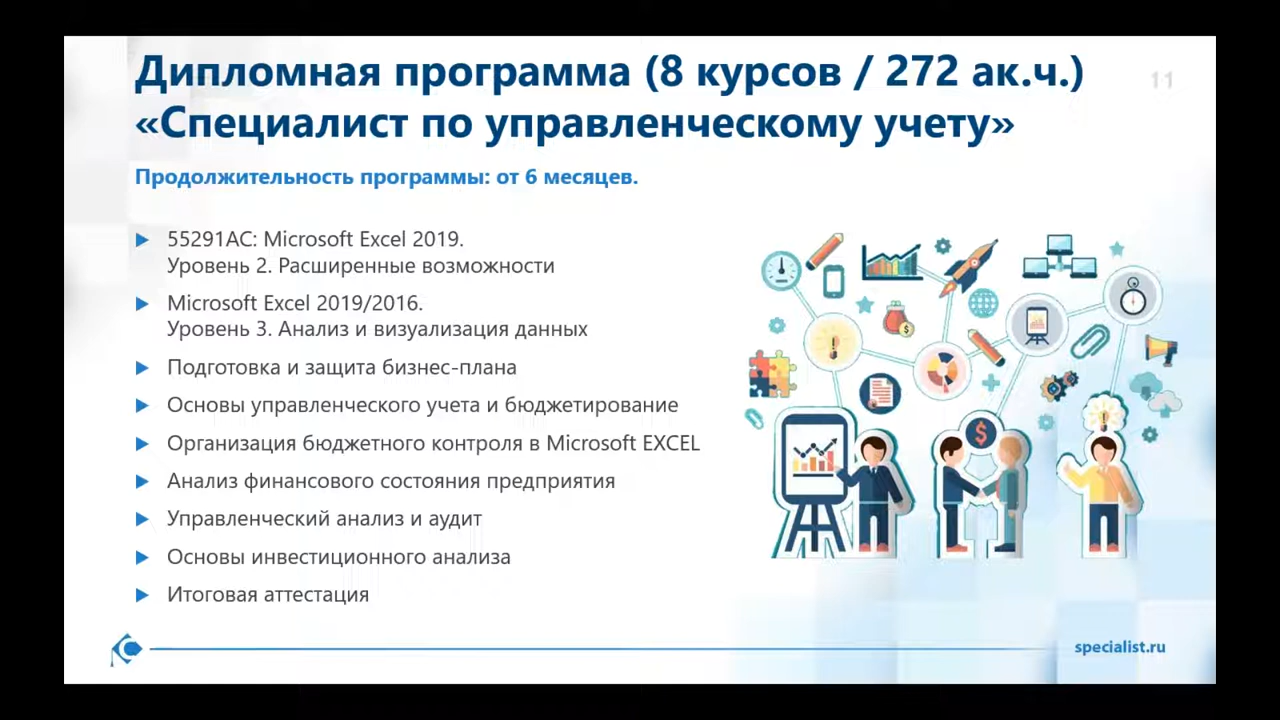 Дипломная программа (8 курсов / 272 ак.ч.)
«Специалист по управленческому учету»
11
Продолжительность программы: от 6 месяцев.
55291AC: Microsoft Excel 2019.
Уровень 2. Расширенные возможности
Microsoft Excel 2019/2016.
Уровень 3. Анализ и визуализация данных
Подготовка и защита бизнес-плана
Основы управленческого учета и бюджетирование
Организация бюджетного контроля в Microsoft EXCEL
Анализ финансового состояния предприятия
Управленческий анализ и аудит
Основы инвестиционного анализа
Итоговая аттестация
specialist.ru